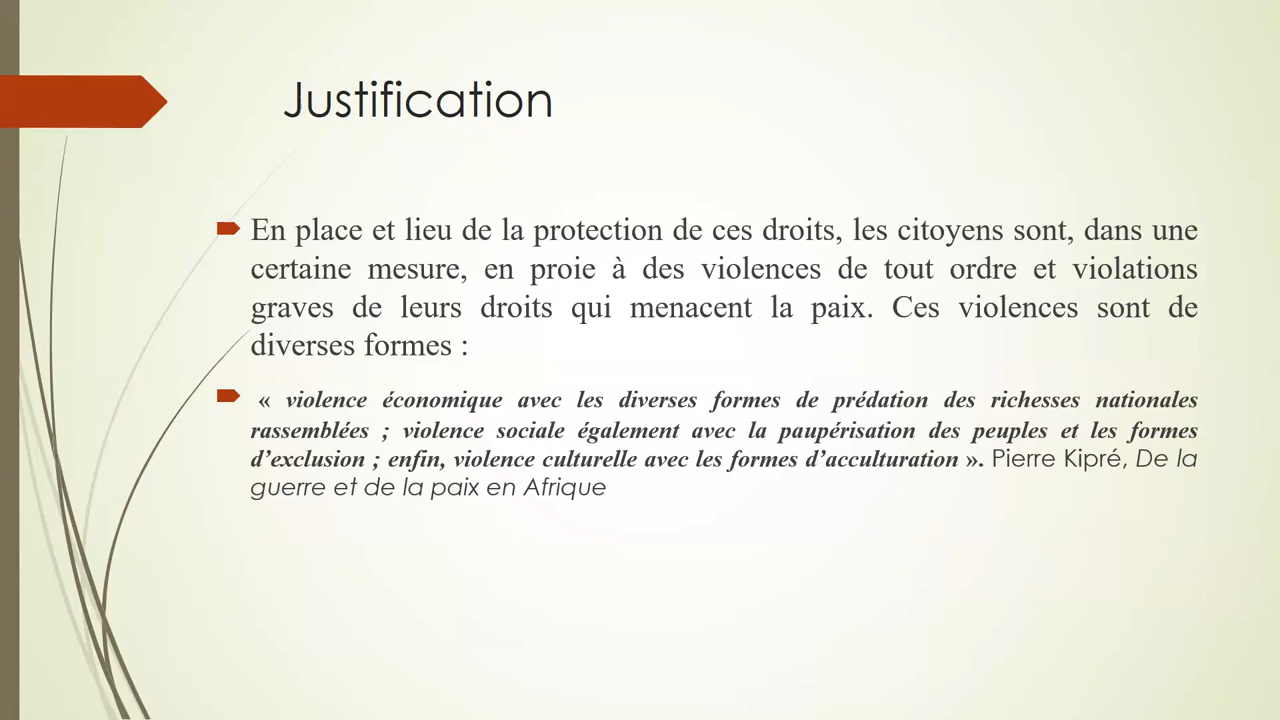 Justification
En place et lieu de la protection de ces droits, les citoyens sont, dans une
certaine mesure, en proie à des violences de tout ordre et violations
graves de leurs droits qui menacent la paix. Ces violences sont de
diverses formes :
« violence économique avec les diverses formes de prédation des richesses nationales
rassemblées ; violence sociale également avec la paupérisation des peuples et les formes
d’exclusion ; enfin, violence culturelle avec les formes d’acculturation ». Pierre Kipré, De la
guerre et de la paix en Afrique